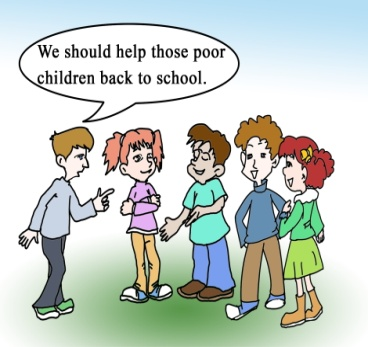 We should help those poor
children back to school.